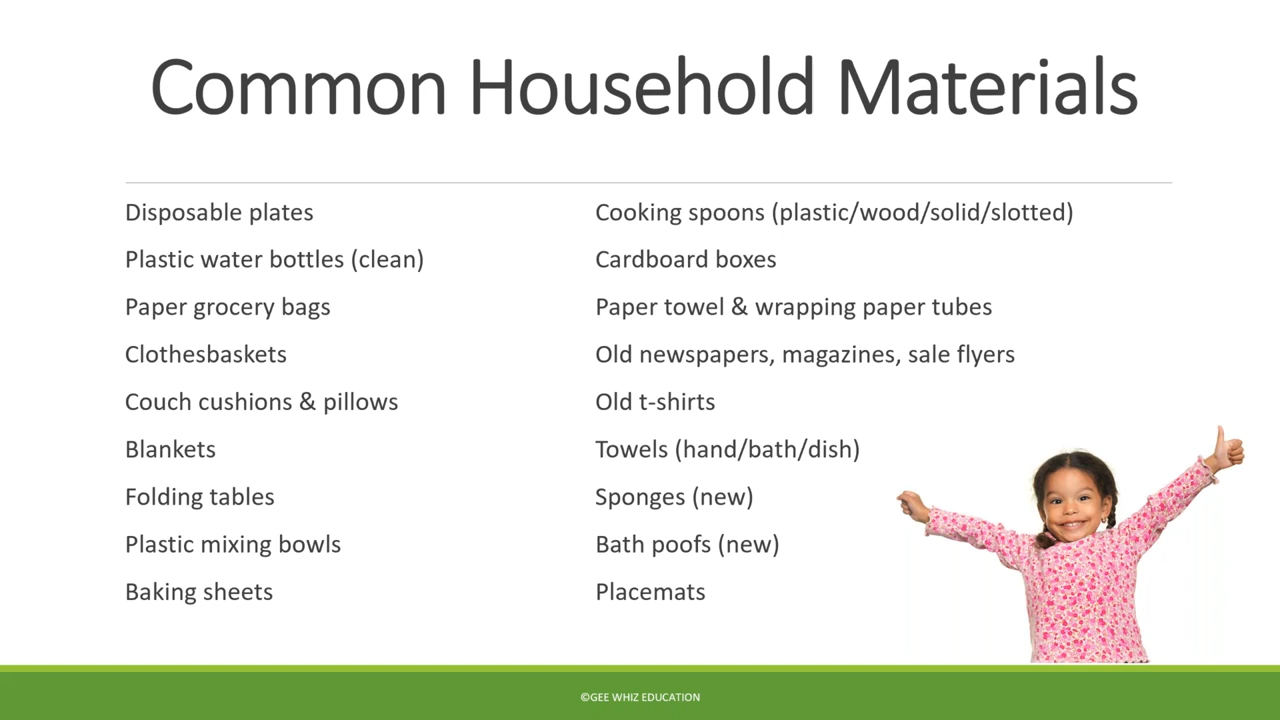 Common Household Materials
Disposable plates
Plastic water bottles (clean)
Paper grocery bags
Clothesbaskets
Couch cushions & pillows
Blankets
Folding tables
Plastic mixing bowls
Baking sheets
Cooking spoons (plastic/wood/solid/slotted)
Cardboard boxes
Paper towel & wrapping paper tubes
Old newspapers, magazines, sale flyers
Old t-shirts
Towels (hand/bath/dish)
Sponges (new)
Bath poofs (new)
Placemats
©GEE WHIZ EDUCATION